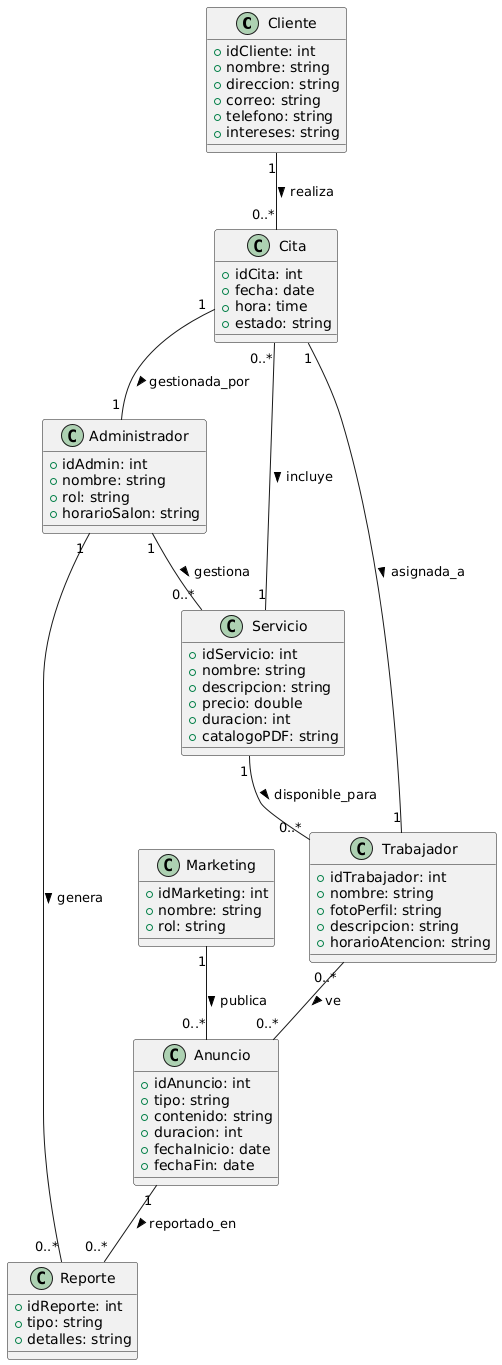 C Cliente
idCliente: int
nombre: string
direccion: string
correo: string
telefono: string
intereses: string
1
realiza
0..*
C Cita
idCita: int
fecha: date
hora: time
estado: string
1
0..*
1
gestionada_por
1
C Administrador
idAdmin: int
nombre: string
rol: string
horarioSalon: string
incluye
1
1
gestiona
asignada_a
0..*
1
C Servicio
idServicio: int
nombre: string
descripcion: string
precio: double
duracion: int
catalogoPDF: string
1
disponible_para
0..*
1
C Trabajador
idTrabajador: int
nombre: string
fotoPerfil: string
descripcion: string
horarioAtencion: string
C Marketing
idMarketing: int
nombre: string
rol: string
genera
1
publica
0..*
0..*
ve
0..*
C Anuncio
idAnuncio: int
tipo: string
contenido: string
duracion: int
fechaInicio: date
fechaFin: date
1
reportado_en
0..*
0..*
C Reporte
idReporte: int
tipo: string
detalles: string